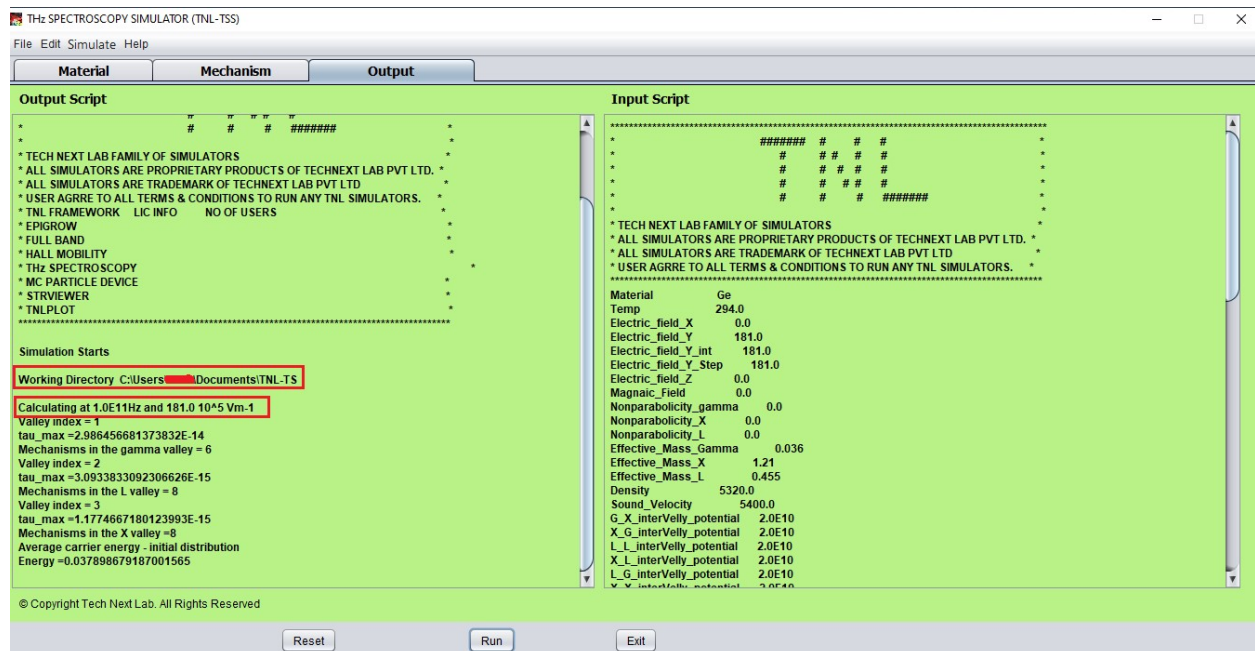 THz SPECTROSCOPY SIMULATOR (TNL-TSS)
File Edit Simulate Help
Material Mechanism Output
Output Script
# # # # #
* # # # ####### *
* *
* TECH NEXT LAB FAMILY OF SIMULATORS *
* ALL SIMULATORS ARE PROPRIETARY PRODUCTS OF TECHNEXT LAB PVT LTD. *
* ALL SIMULATORS ARE TRADEMARK OF TECHNEXT LAB PVT LTD *
* USER AGRRE TO ALL TERMS & CONDITIONS TO RUN ANY TNL SIMULATORS. *
* TNL FRAMEWORK LIC INFO NO OF USERS *
* EPIGROW *
* FULL BAND *
* HALL MOBILITY *
* THz SPECTROSCOPY *
* MC PARTICLE DEVICE *
* STRVIEWER *
* TNLPLOT *
Simulation Starts
Working Directory C:\Users \Documents\TNL-TS
Calculating at 1.0E11Hz and 181.0 10^5 Vm-1
Valley index = 1
tau_max =2.986456681373832E-14
Mechanisms in the gamma valley = 6
Valley index = 2
tau_max =3.0933833092306626E-15
Mechanisms in the L valley = 8
Valley index = 3
tau_max =1.1774667180123993E-15
Mechanisms in the X valley =8
Average carrier energy - initial distribution
Energy =0.037898679187001565
Input Script
* ####### # # # *
* # # # # # *
* # # # # # *
* # # # # # *
* # # # ####### *
* *
* TECH NEXT LAB FAMILY OF SIMULATORS *
* ALL SIMULATORS ARE PROPRIETARY PRODUCTS OF TECHNEXT LAB PVT LTD. *
* ALL SIMULATORS ARE TRADEMARK OF TECHNEXT LAB PVT LTD *
* USER AGRRE TO ALL TERMS & CONDITIONS TO RUN ANY TNL SIMULATORS. *
Material Ge
Temp 294.0
Electric_field_X 0.0
Electric_field_Y 181.0
Electric_field_Y_int 181.0
Electric_field_Y_Step 181.0
Electric_field_Z 0.0
Magnaic_Field 0.0
Nonparabolicity_gamma 0.0
Nonparabolicity_X 0.0
Nonparabolicity_L 0.0
Effective_Mass_Gamma 0.036
Effective_Mass_X 1.21
Effective_Mass_L 0.455
Density 5320.0
Sound_Velocity 5400.0
G_X_interVelly_potential 2.0E10
X_G_interVelly_potential 2.0E10
L_L_interVelly_potential 2.0E10
X_L_interVelly_potential 2.0E10
L_G_interVelly_potential 2.0E10
© Copyright Tech Next Lab. All Rights Reserved
Reset Run Exit